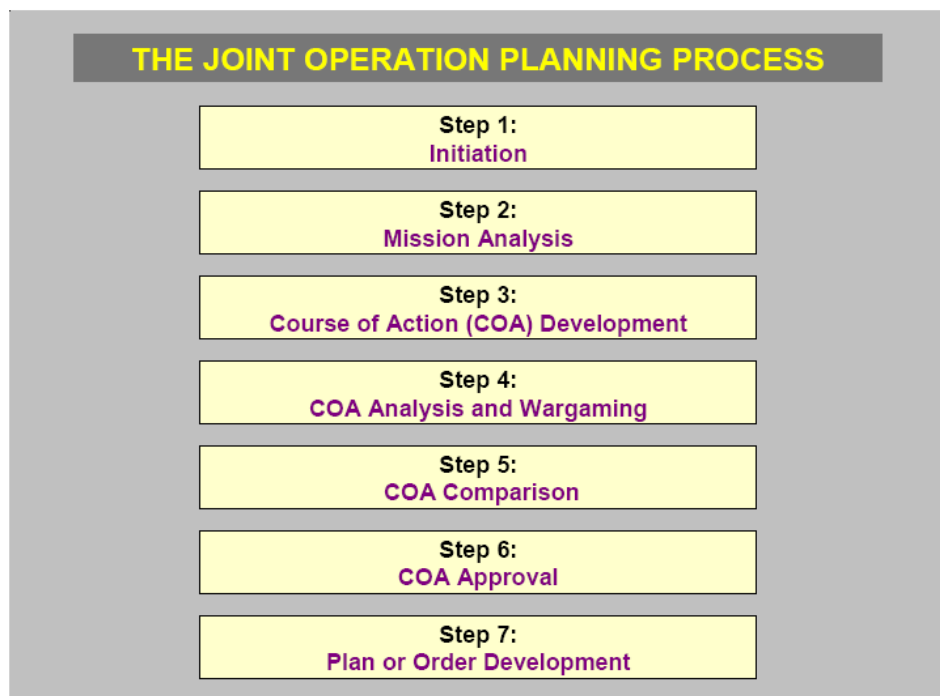 THE JOINT OPERATION PLANNING PROCESS
Step 1:
Initiation
Step 2:
Mission Analysis
Step 3:
Course of Action (COA) Development
Step 4:
COA Analysis and Wargaming
Step 5:
COA Comparison
Step 6:
COA Approval
Step 7:
Plan or Order Development